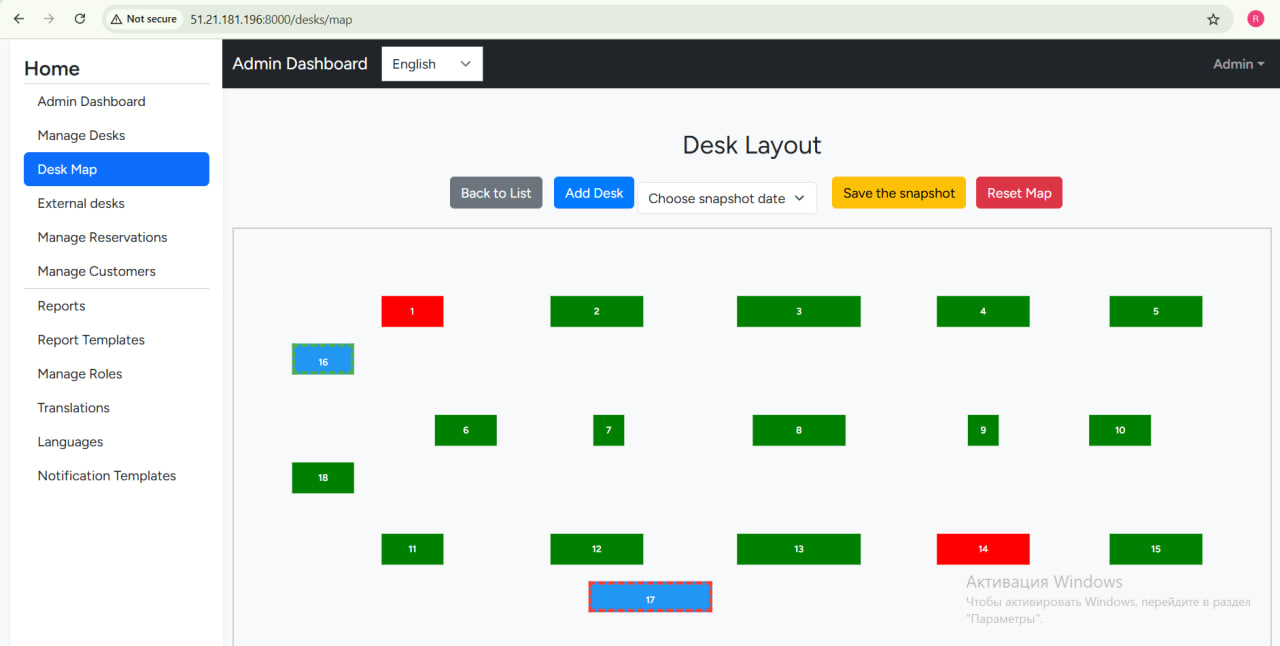 Not secure 51.21.181.196:8000/desks/map R
Home
Admin Dashboard
Manage Desks
Desk Map
External desks
Manage Reservations
Manage Customers
Reports
Report Templates
Manage Roles
Translations
Languages
Notification Templates
Admin Dashboard English Admin
Desk Layout
Back to List Add Desk Choose snapshot date Save the snapshot Reset Map
1 2 3 4 5
16
6 7 8 9 10
18
11 12 13 14 15
17
Активация Windows
Чтобы активировать Windows, перейдите в раздел
"Параметры".